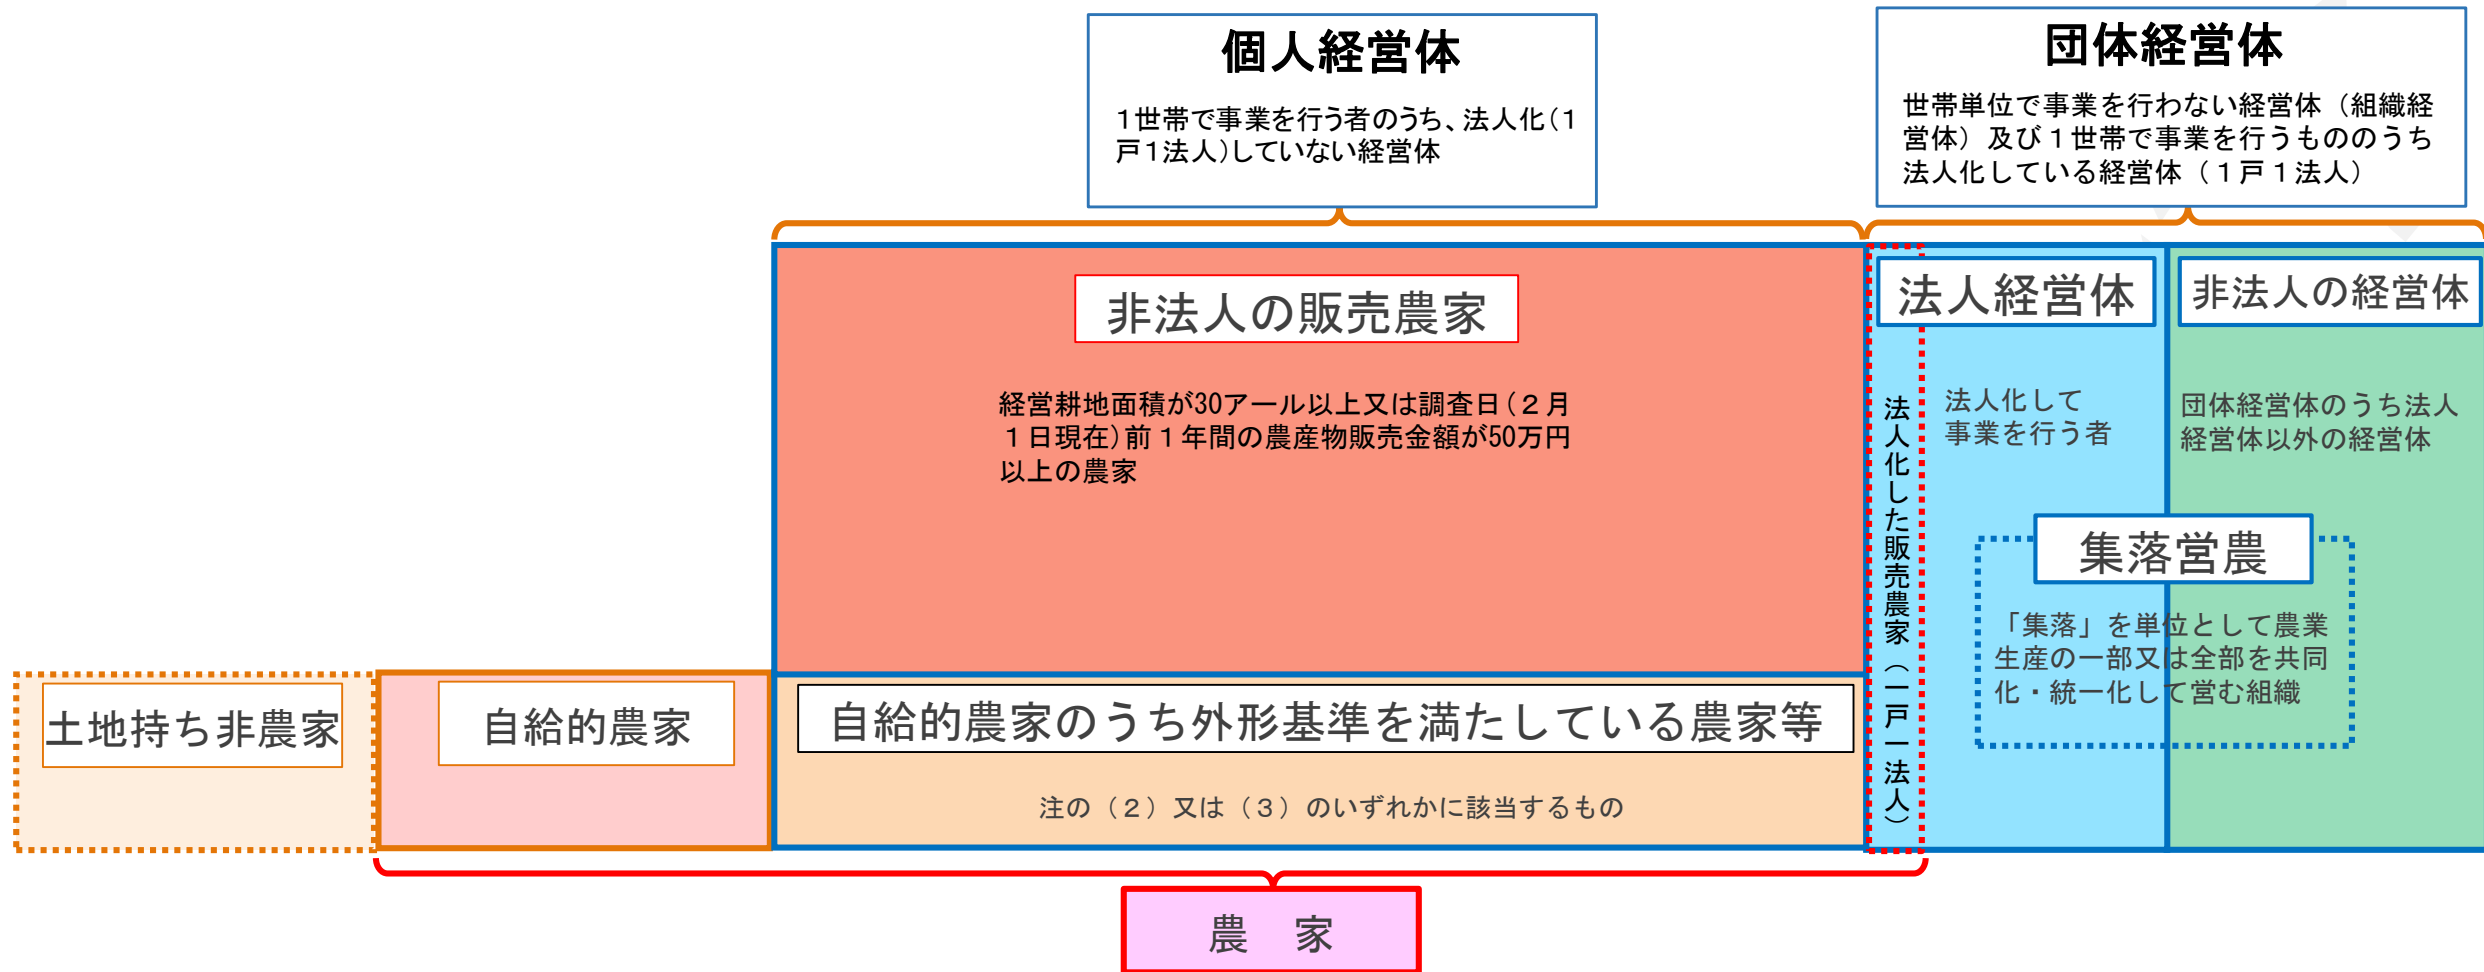 個人経営体
1世帯で事業を行う者のうち、法人化(1
戸1法人)していない経営体
団体経営体
世帯単位で事業を行わない経営体（組織経
営体）及び１世帯で事業を行うもののうち
法人化している経営体（１戸１法人）
非法人の販売農家
経営耕地面積が30アール以上又は調査日(２月
１日現在)前１年間の農産物販売金額が50万円
以上の農家
法人化した販売農家（一戸一法人）
法人経営体
法人化して
事業を行う者
非法人の経営体
団体経営体のうち法人
経営体以外の経営体
集落営農
「集落」を単位として農業
生産の一部又は全部を共同
化・統一化して営む組織
土地持ち非農家
自給的農家
自給的農家のうち外形基準を満たしている農家等
注の（２）又は（３）のいずれかに該当するもの
農　家